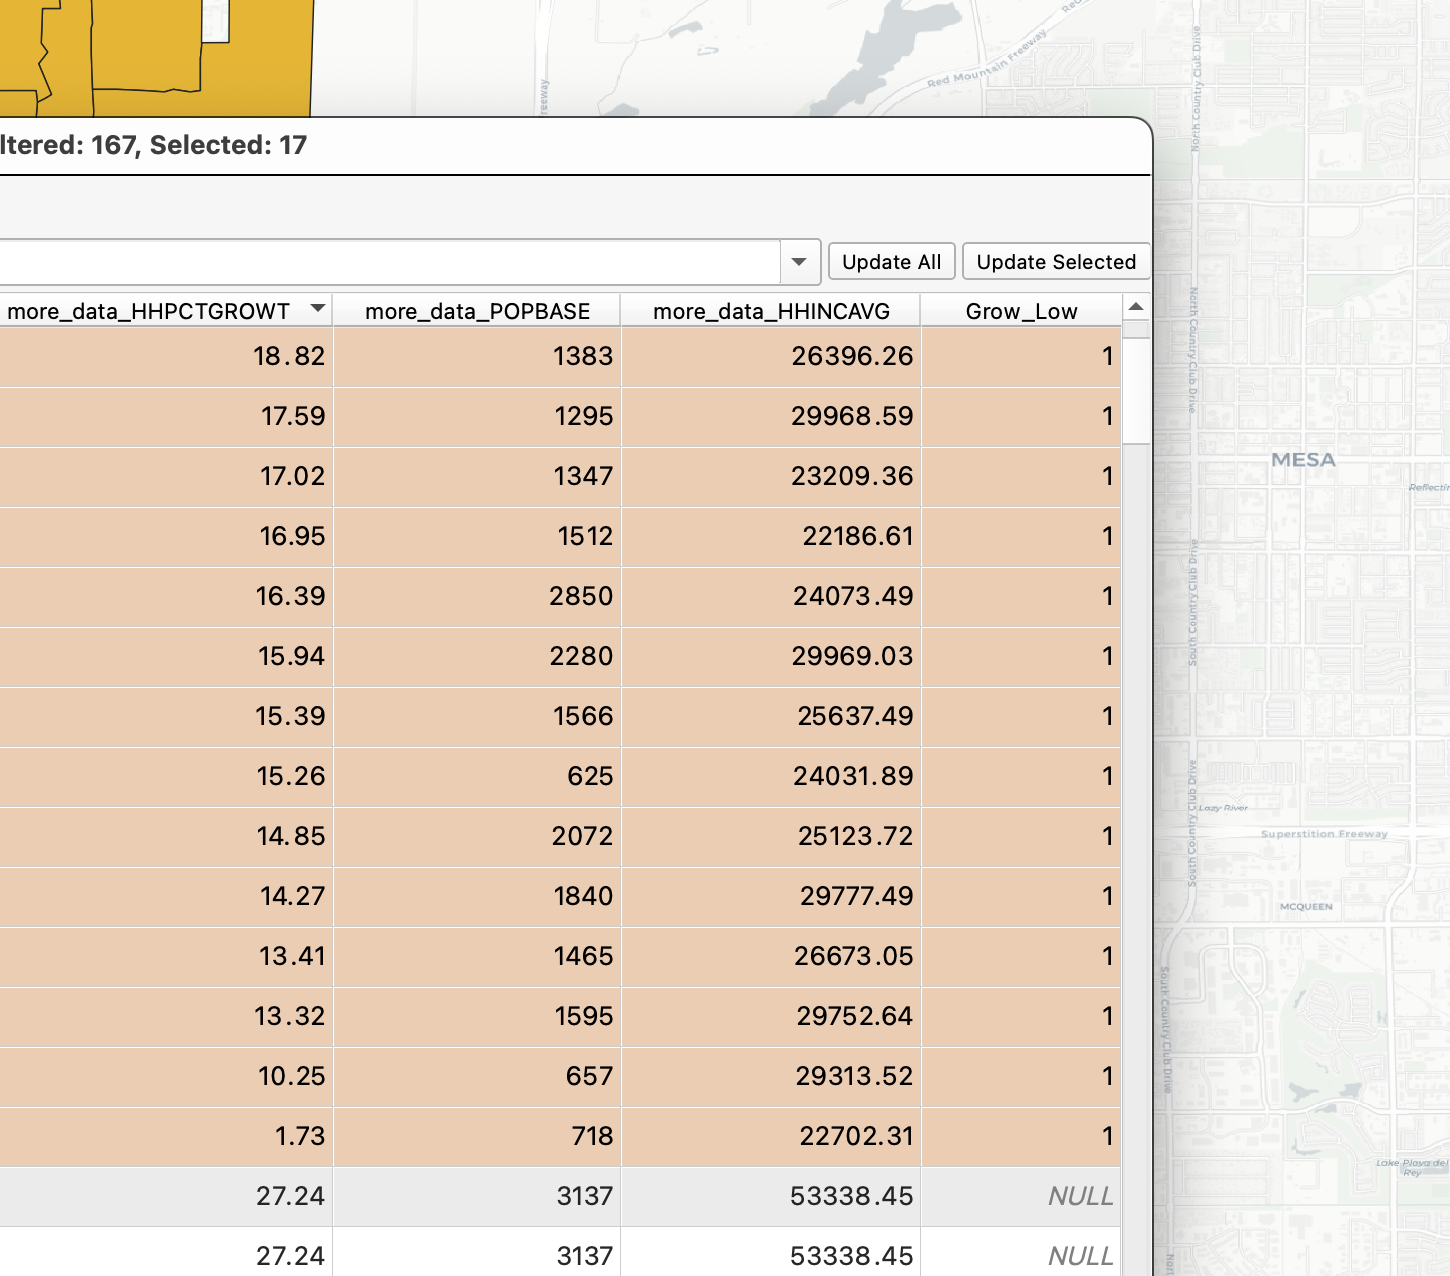 Red Mountain Freeway
Red
reeway
North Country Club Drive
ltered: 167, Selected: 17
Update All Update Selected
more_data_HHPCTGROWT more_data_POPBASE more_data_HHINCAVG Grow_Low
18.82 1383 26396.26 1
17.59 1295 29968.59 1
17.02 1347 23209.36 1
16.95 1512 22186.61 1
16.39 2850 24073.49 1
15.94 2280 29969.03 1
15.39 1566 25637.49 1
15.26 625 24031.89 1
14.85 2072 25123.72 1
14.27 1840 29777.49 1
13.41 1465 26673.05 1
13.32 1595 29752.64 1
10.25 657 29313.52 1
1.73 718 22702.31 1
27.24 3137 53338.45 NULL
27.24 3137 53338.45 NULL
North Country Club Drive
MESA
Reflecti
South Country Club Drive
South Country Club Drive
Lazy River
Superstition Freeway
MCQUEEN
South Country Club Drive
Lake Playa del
Rey
Nort